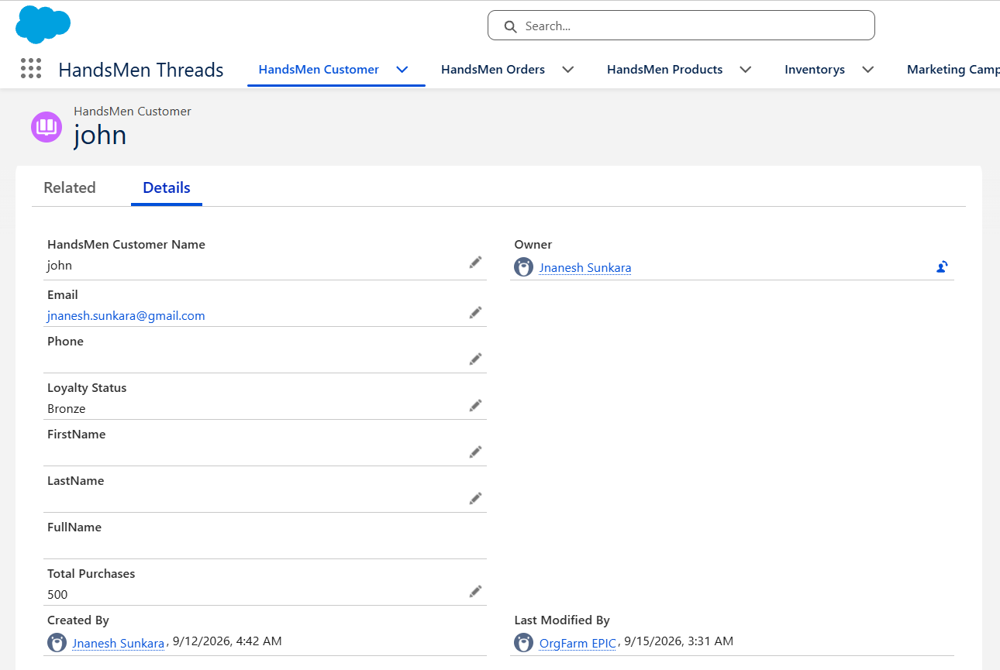 Search...
HandsMen Threads
HandsMen Customer
HandsMen Orders
HandsMen Products
Inventorys
Marketing Camp
HandsMen Customer
john
Related
Details
HandsMen Customer Name
john
Owner
Jnanesh Sunkara
Email
jnanesh.sunkara@gmail.com
Phone
Loyalty Status
Bronze
FirstName
LastName
FullName
Total Purchases
500
Created By
Jnanesh Sunkara, 9/12/2026, 4:42 AM
Last Modified By
OrgFarm EPIC, 9/15/2026, 3:31 AM